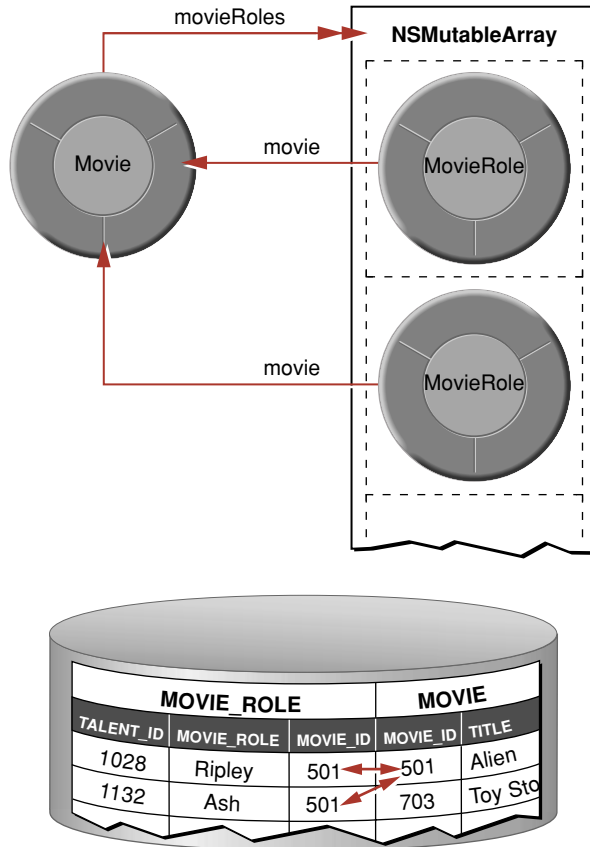 movieRoles
NSMutableArray
Movie
movie
MovieRole
movie
MovieRole
MOVIE_ROLE MOVIE
TALENT_ID MOVIE_ROLE MOVIE_ID MOVIE_ID TITLE
1028 Ripley 501 501 Alien
1132 Ash 501 703 Toy Sto